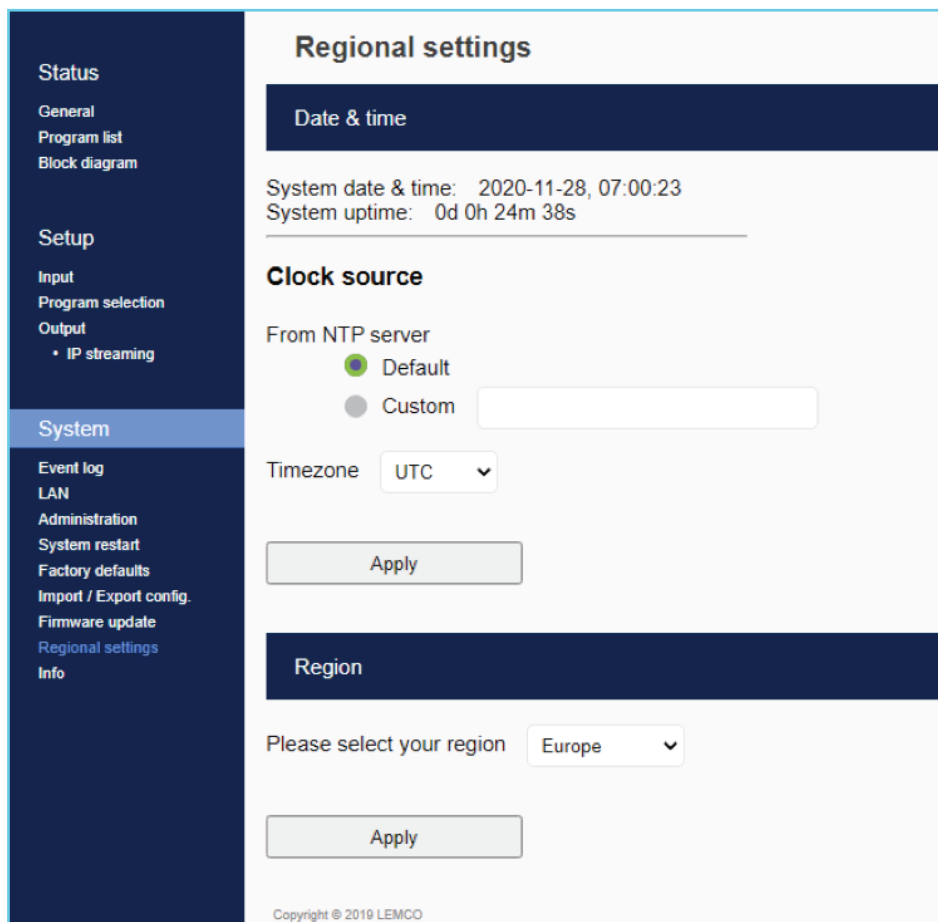 Status
General
Program list
Block diagram
Setup
Input
Program selection
Output
• IP streaming
System
Event log
LAN
Administration
System restart
Factory defaults
Import / Export config.
Firmware update
Regional settings
Info
Regional settings
Date & time
System date & time: 2020-11-28, 07:00:23
System uptime: 0d 0h 24m 38s
Clock source
From NTP server
Default
Custom
Timezone UTC
Apply
Region
Please select your region Europe
Apply
Copyright © 2019 LEMCO